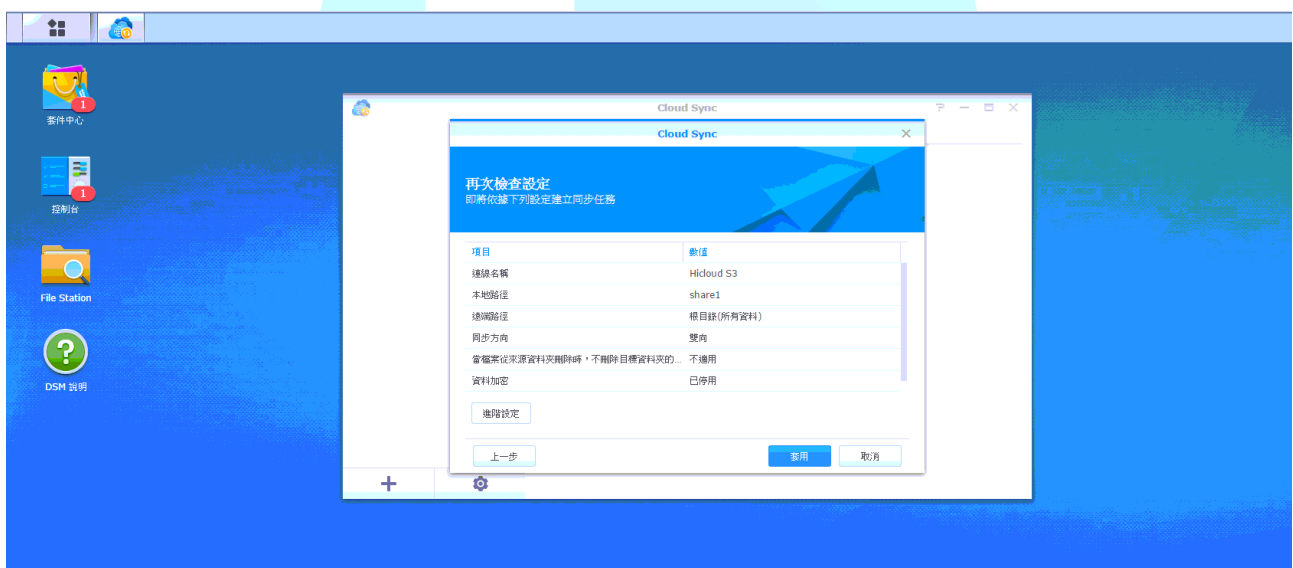 1
套件中心
1
控制台
File Station
DSM 說明
Cloud Sync
Cloud Sync
再次檢查設定
即將依據下列設定建立同步任務
項目 數值
連線名稱 Hicloud S3
本地路徑 share1
遠端路徑 根目錄(所有資料)
同步方向 雙向
當檔案從來源資料夾刪除時，不刪除目標資料夾的... 不適用
資料加密 已停用
進階設定
上一步 套用 取消